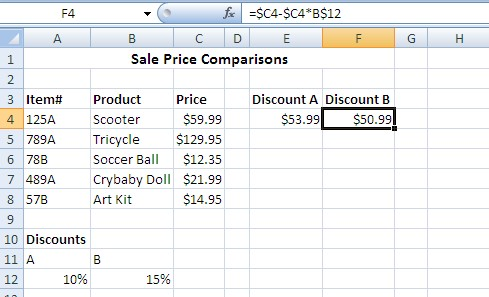 F4 fx =$C4-$C4*B$12
A B C D E F G H
1 Sale Price Comparisons
2
3 Item# Product Price Discount A Discount B
4 125A Scooter $59.99 $53.99 $50.99
5 789A Tricycle $129.95
6 78B Soccer Ball $12.35
7 489A Crybaby Doll $21.99
8 57B Art Kit $14.95
9
10 Discounts
11 A B
12 10% 15%